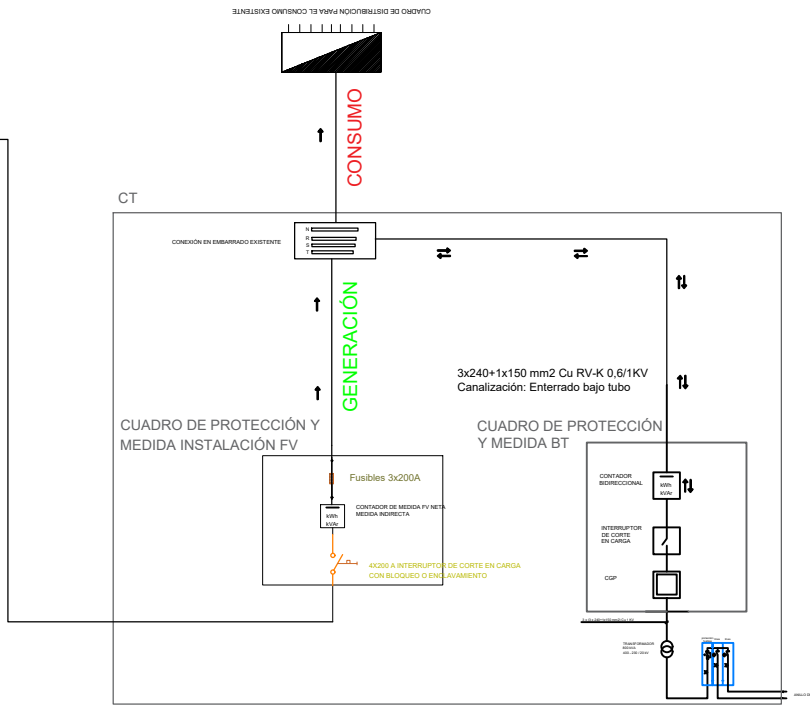 CUADRO DE DISTRIBUCIÓN PARA EL CONSUMO EXISTENTE
CONSUMO
CT
CONEXIÓN EN EMBARRADO EXISTENTE
N
R
S
T
GENERACIÓN
3x240+1x150 mm2 Cu RV-K 0,6/1KV
Canalización: Enterrado bajo tubo
CUADRO DE PROTECCIÓN Y
MEDIDA INSTALACIÓN FV
CUADRO DE PROTECCIÓN
Y MEDIDA BT
Fusibles 3x200A
CONTADOR DE MEDIDA FV NETA
MEDIDA INDIRECTA
kWh
kVAr
4X200 A INTERRUPTOR DE CORTE EN CARGA
CON BLOQUEO O ENCLAVAMIENTO
CONTADOR
BIDIRECCIONAL
kWh
kVAr
INTERRUPTOR
DE CORTE
EN CARGA
CGP
TRANSFORMADOR